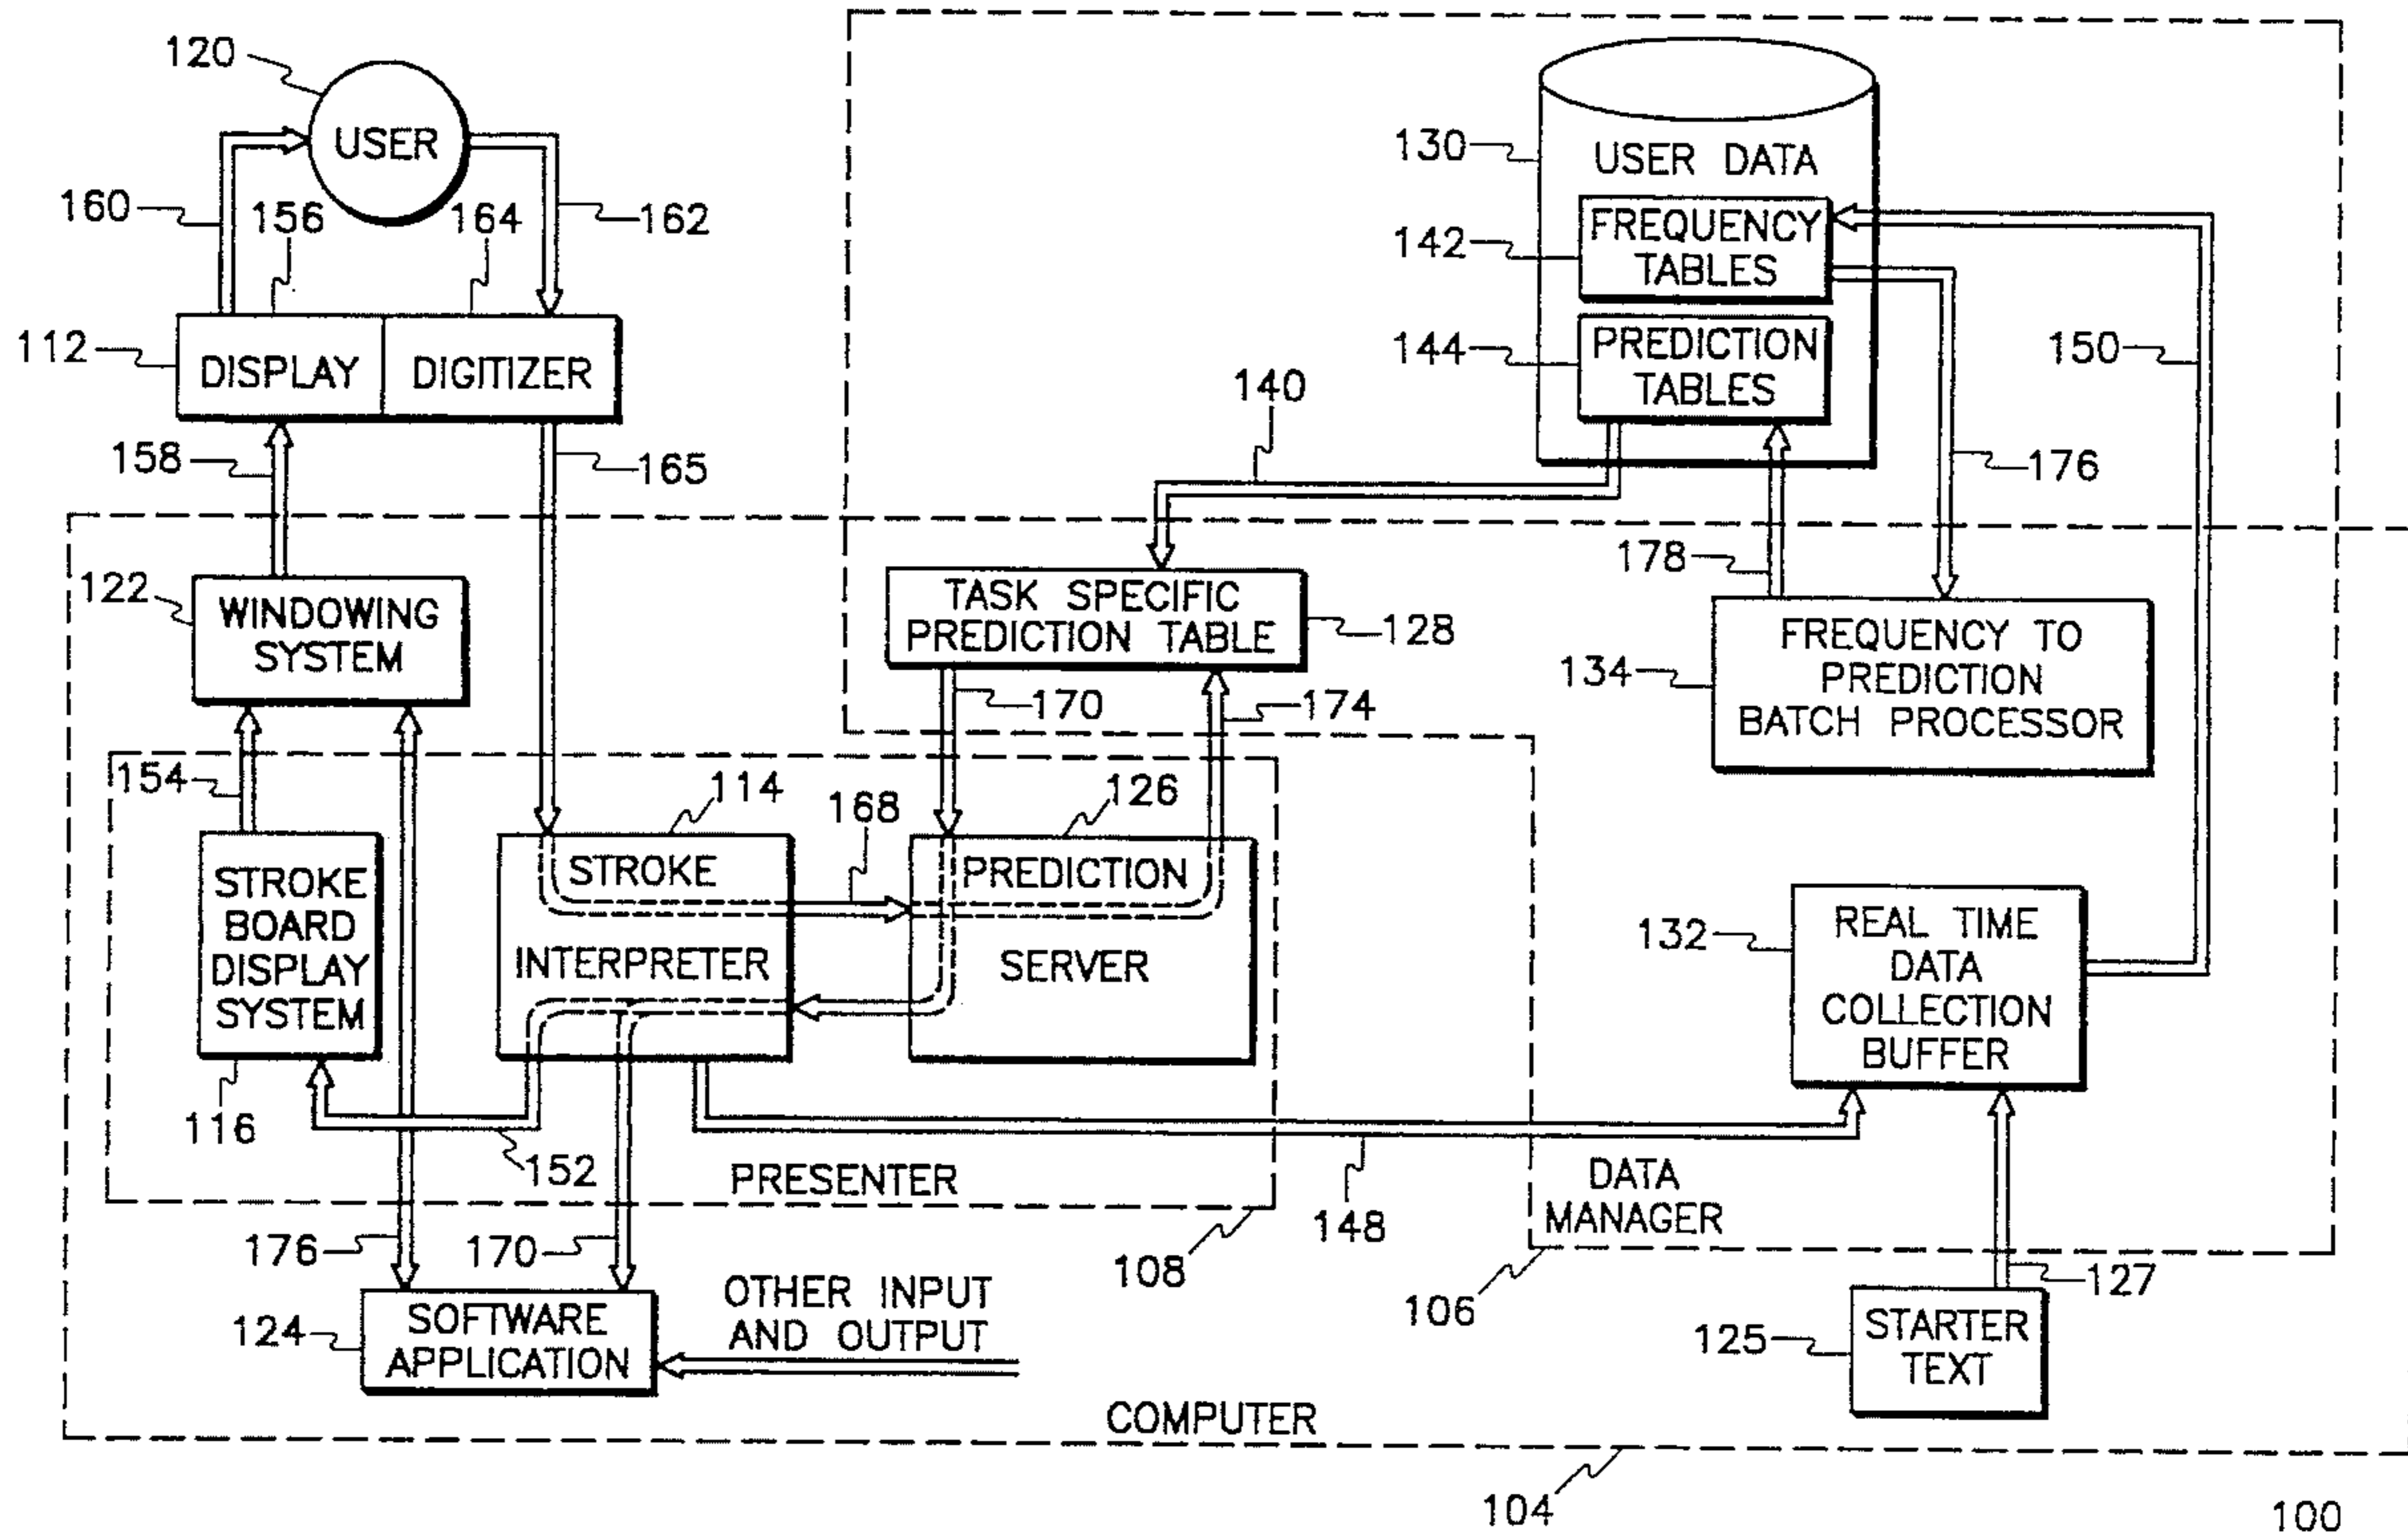 120
USER
160
156
164
162
112
DISPLAY
DIGITIZER
158
165
130
USER DATA
142
FREQUENCY
TABLES
144
PREDICTION
TABLES
150
140
176
178
122
WINDOWING
SYSTEM
TASK SPECIFIC
PREDICTION TABLE
128
134
FREQUENCY TO
PREDICTION
BATCH PROCESSOR
170
174
154
114
168
126
STROKE
BOARD
DISPLAY
SYSTEM
STROKE
INTERPRETER
PREDICTION
SERVER
132
REAL TIME
DATA
COLLECTION
BUFFER
116
152
PRESENTER
148
DATA
MANAGER
176
170
108
106
127
124
SOFTWARE
APPLICATION
OTHER INPUT
AND OUTPUT
125
STARTER
TEXT
COMPUTER
104
100